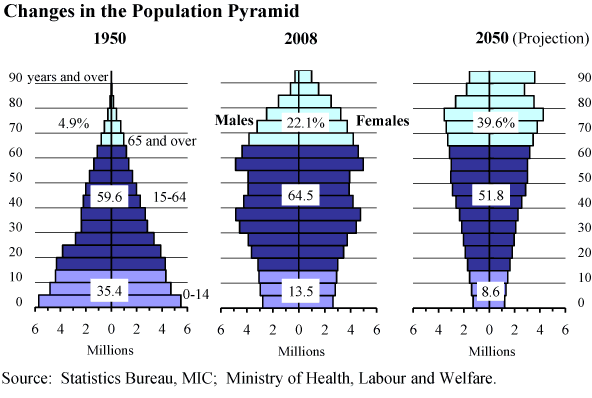 Changes in the Population Pyramid
1950 2008 2050 (Projection)
90 years and over 90
80 80
Males Females
4.9% 22.1% 39.6%
70 65 and over 70
60 60
50 50
59.6 15-64 64.5 51.8
40 40
30 30
20 20
10 10
35.4 0-14 13.5 8.6
0 0
6 4 2 0 2 4 6 6 4 2 0 2 4 6 6 4 2 0 2 4 6
Millions Millions Millions
Source: Statistics Bureau, MIC; Ministry of Health, Labour and Welfare.